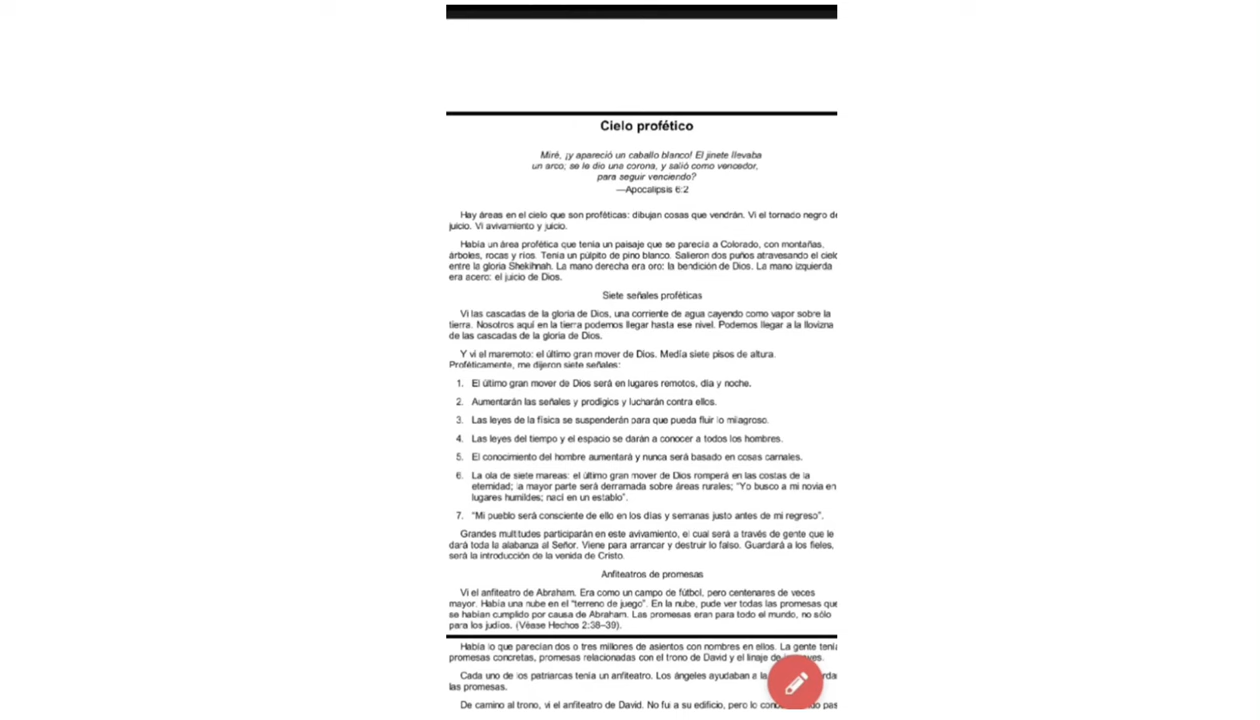 Cielo profético
Miré, ¡y apareció un caballo blanco! El jinete llevaba
un arco; se le dio una corona, y salió como vencedor,
para seguir venciendo?
—Apocalipsis 6:2
Hay áreas en el cielo que son proféticas: dibujan cosas que vendrán. Vi el tornado negro de
juicio. Vi avivamiento y juicio.
Había un área profética que tenía un paisaje que se parecía a Colorado, con montañas,
árboles, rocas y ríos. Tenía un púlpito de pino blanco. Salieron dos puños atravesando el cielo
entre la gloria Shekihnah. La mano derecha era oro: la bendición de Dios. La mano izquierda
era acero: el juicio de Dios.
Siete señales proféticas
Vi las cascadas de la gloria de Dios, una corriente de agua cayendo como vapor sobre la
tierra. Nosotros aquí en la tierra podemos llegar hasta ese nivel. Podemos llegar a la llovizna
de las cascadas de la gloria de Dios.
Y vi el maremoto: el último gran mover de Dios. Medía siete pisos de altura.
Proféticamente, me dijeron siete señales:
1. El último gran mover de Dios será en lugares remotos, día y noche.
2. Aumentarán las señales y prodigios y lucharán contra ellos.
3. Las leyes de la física se suspenderán para que pueda fluir lo milagroso.
4. Las leyes del tiempo y el espacio se darán a conocer a todos los hombres.
5. El conocimiento del hombre aumentará y nunca será basado en cosas carnales.
6. La ola de siete mareas: el último gran mover de Dios romperá en las costas de la
eternidad; la mayor parte será derramada sobre áreas rurales; "Yo busco a mi novia en
lugares humildes; nací en un establo".
7. "Mi pueblo será consciente de ello en los días y semanas justo antes de mi regreso".
Grandes multitudes participarán en este avivamiento, el cual será a través de gente que le
dará toda la alabanza al Señor. Viene para arrancar y destruir lo falso. Guardará a los fieles,
será la introducción de la venida de Cristo.
Anfiteatros de promesas
Vi el anfiteatro de Abraham. Era como un campo de fútbol, pero centenares de veces
mayor. Había una nube en el "terreno de juego". En la nube, pude ver todas las promesas que
se habían cumplido por causa de Abraham. Las promesas eran para todo el mundo, no sólo
para los judíos. (Véase Hechos 2:38–39).
Había lo que parecían dos o tres millones de asientos con nombres en ellos. La gente tenía
promesas concretas, promesas relacionadas con el trono de David y el linaje de
Cada uno de los patriarcas tenía un anfiteatro. Los ángeles ayudaban a la
las promesas.
De camino al trono, vi el anfiteatro de David. No fui a su edificio, pero lo